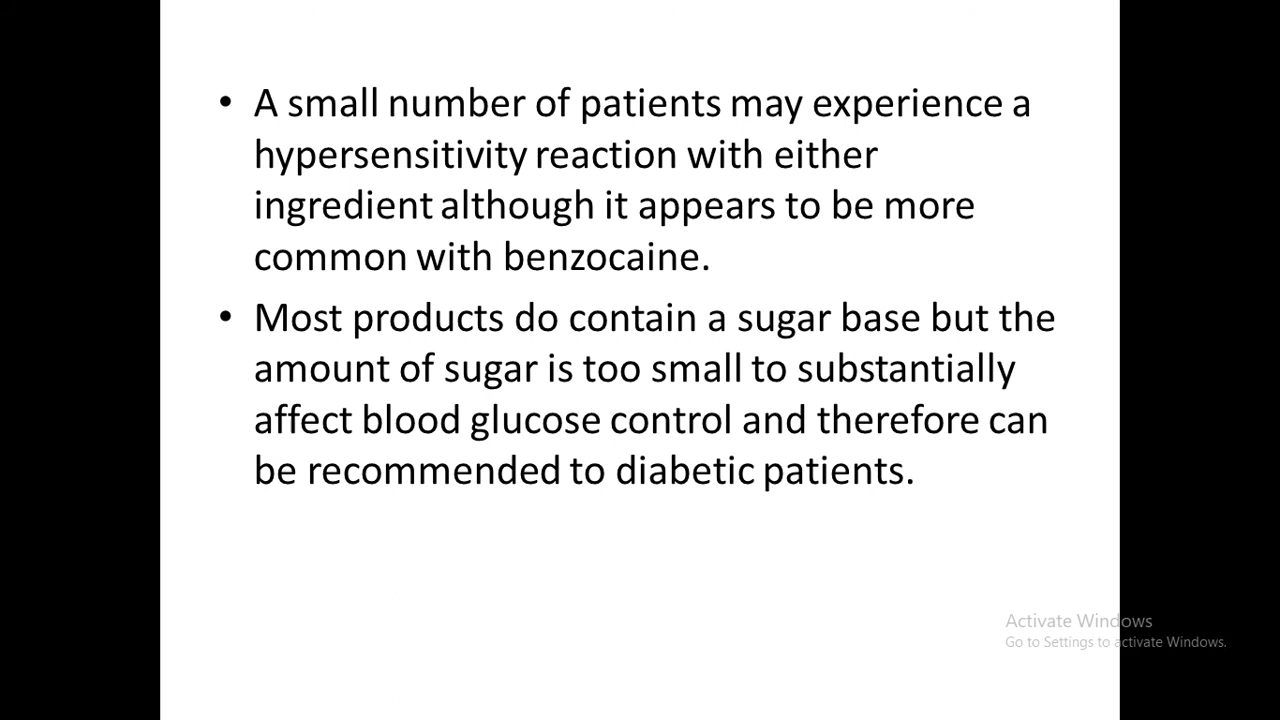 • A small number of patients may experience a
hypersensitivity reaction with either
ingredient although it appears to be more
common with benzocaine.
• Most products do contain a sugar base but the
amount of sugar is too small to substantially
affect blood glucose control and therefore can
be recommended to diabetic patients.
Activate Windows
Go to Settings to activate Windows.